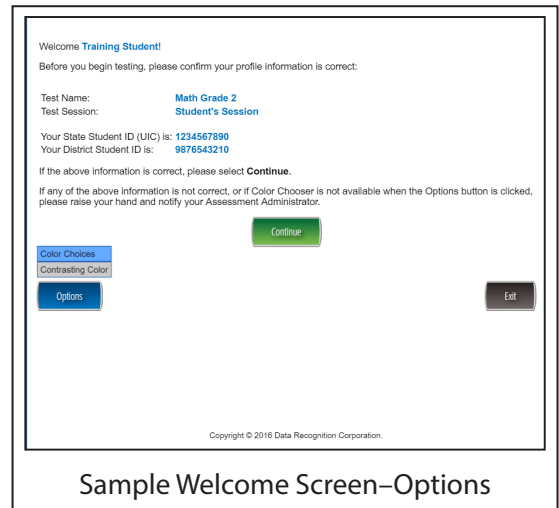 Welcome Training Student!
Before you begin testing, please confirm your profile information is correct:
Test Name: Math Grade 2
Test Session: Student's Session
Your State Student ID (UIC) is: 1234567890
Your District Student ID is: 9876543210
If the above information is correct, please select Continue.
If any of the above information is not correct, or if Color Chooser is not available when the Options button is clicked,
please raise your hand and notify your Assessment Administrator.
Continue
Color Choices
Contrasting Color
Options Exit
Copyright © 2016 Data Recognition Corporation.
Sample Welcome Screen–Options